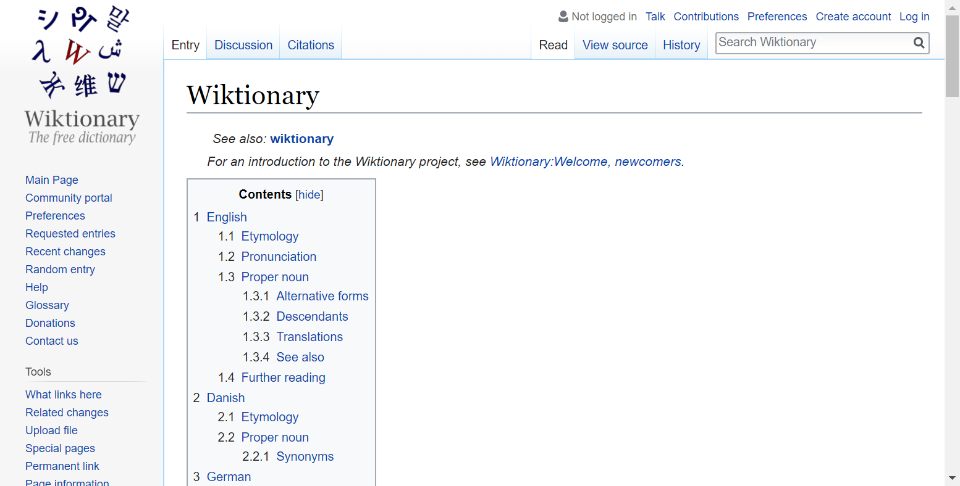 Not logged in Talk Contributions Preferences Create account Log in
Entry Discussion Citations Read View source History Search Wiktionary
Wiktionary
The free dictionary
Main Page
Community portal
Preferences
Requested entries
Recent changes
Random entry
Help
Glossary
Donations
Contact us
Tools
What links here
Related changes
Upload file
Special pages
Permanent link
Page information
Wiktionary
See also: wiktionary
For an introduction to the Wiktionary project, see Wiktionary:Welcome, newcomers.
Contents [hide]
1 English
1.1 Etymology
1.2 Pronunciation
1.3 Proper noun
1.3.1 Alternative forms
1.3.2 Descendants
1.3.3 Translations
1.3.4 See also
1.4 Further reading
2 Danish
2.1 Etymology
2.2 Proper noun
2.2.1 Synonyms
3 German